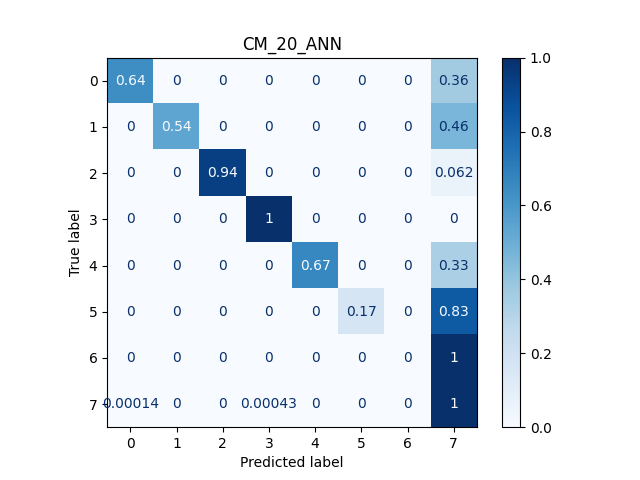 CM_20_ANN
0 0.64 0 0 0 0 0 0 0.36
1 0 0.54 0 0 0 0 0 0.46
2 0 0 0.94 0 0 0 0 0.062
3 0 0 0 1 0 0 0 0
4 0 0 0 0 0.67 0 0 0.33
5 0 0 0 0 0 0.17 0 0.83
6 0 0 0 0 0 0 0 1
7 0.00014 0 0 0.00043 0 0 0 1
0 1 2 3 4 5 6 7
True label
Predicted label
1.0
0.8
0.6
0.4
0.2
0.0